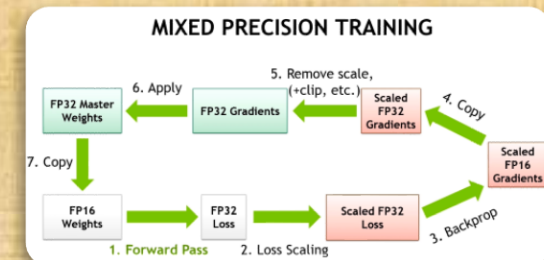 MIXED PRECISION TRAINING
5. Remove scale,
(+clip, etc.)
6. Apply
4. Copy
FP32 Master
Weights
FP32 Gradients
Scaled
FP32
Gradients
Scaled
FP16
Gradients
7. Copy
FP16
Weights
FP32
Loss
Scaled FP32
Loss
3. Backprop
1. Forward Pass
2. Loss Scaling